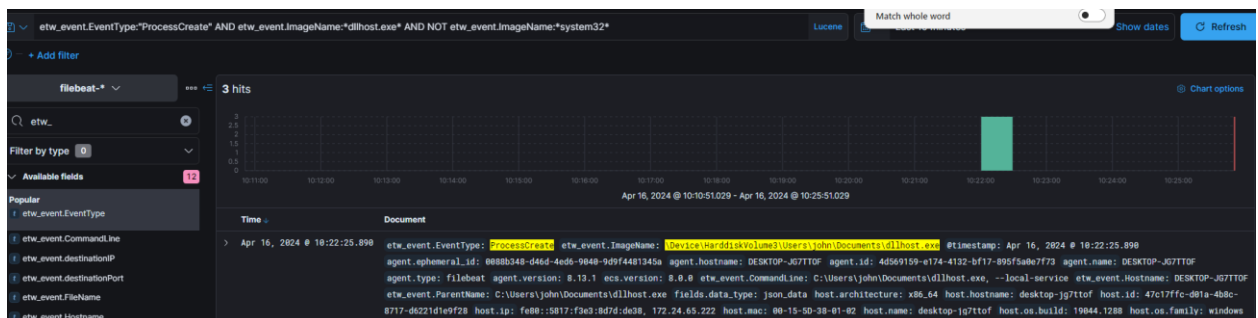 Match whole word
etw_event.EventType:"ProcessCreate" AND etw_event.ImageName:*dllhost.exe* AND NOT etw_event.ImageName:*system32*
Lucene
Show dates
Refresh
+ Add filter
filebeat-*
3 hits
Chart options
etw_
Filter by type 0
Available fields 12
Popular
etw_event.EventType
etw_event.CommandLine
etw_event.destinationIP
etw_event.destinationPort
etw_event.FileName
etw_event.Hostname
3
2.5
2
1.5
1
0.5
0
10:11:00 10:12:00 10:13:00 10:14:00 10:15:00 10:16:00 10:17:00 10:18:00 10:19:00 10:20:00 10:21:00 10:22:00 10:23:00 10:24:00 10:25:00
Apr 16, 2024 @ 10:10:51.029 - Apr 16, 2024 @ 10:25:51.029
Time Document
Apr 16, 2024 @ 10:22:25.890
etw_event.EventType: ProcessCreate etw_event.ImageName: \Device\HarddiskVolume3\Users\john\Documents\dllhost.exe @timestamp: Apr 16, 2024 @ 10:22:25.890
agent.ephemeral_id: 0088b348-d46d-4ed6-9040-9d9f4481345a agent.hostname: DESKTOP-JG7TTOF agent.id: 4d569159-e174-4132-bf17-895f5a0e7f73 agent.name: DESKTOP-JG7TTOF
agent.type: filebeat agent.version: 8.13.1 ecs.version: 8.0.0 etw_event.CommandLine: C:\Users\john\Documents\dllhost.exe, --local-service etw_event.Hostname: DESKTOP-JG7TTOF
etw_event.ParentName: C:\Users\john\Documents\dllhost.exe fields.data_type: json_data host.architecture: x86_64 host.hostname: desktop-jg7ttof host.id: 47c17ffc-d01a-4b8c-
8717-d6221d1e9f28 host.ip: fe80::5817:f3e3:8d7d:de38, 172.24.65.222 host.mac: 00-15-5D-38-01-02 host.name: desktop-jg7ttof host.os.build: 19044.1288 host.os.family: windows